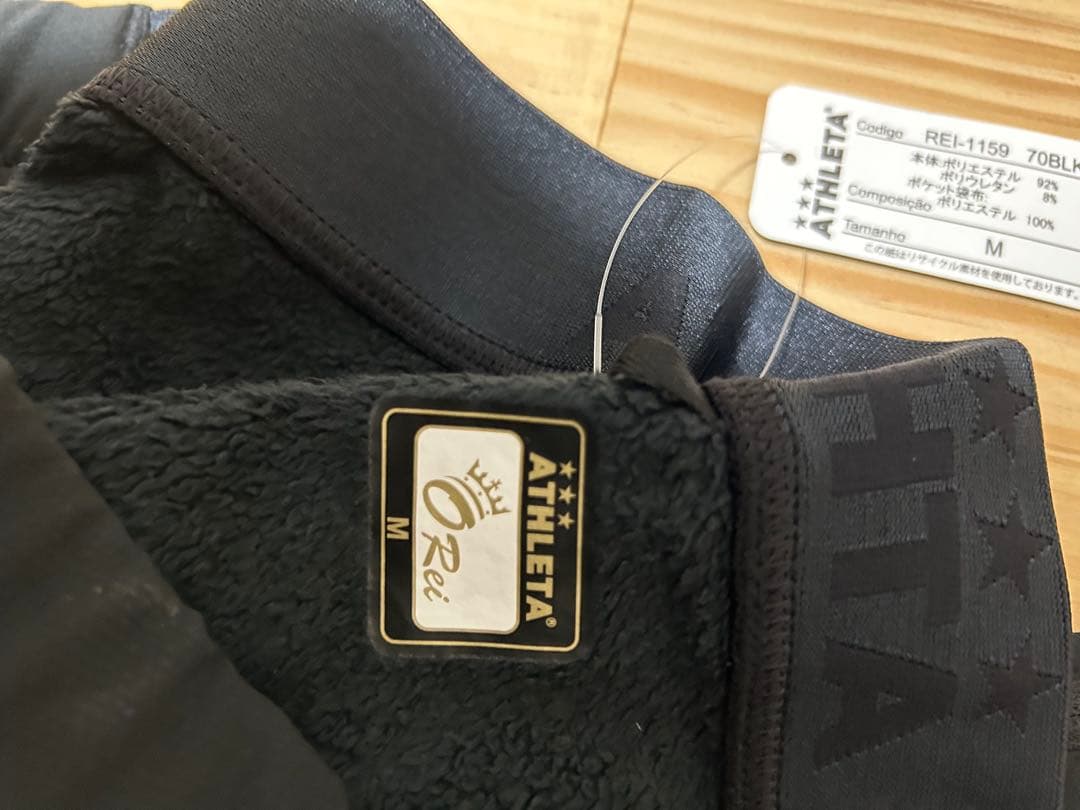 ATHLETA
Codigo REI-1159 70BLK
本体:ポリエステル 92%
ポリウレタン 8%
ポケット袋布:
Composição ポリエステル 100%
Tamanho M
この紙はリサイクル素材を使用しております。
ATHLETA®
O Rei
M